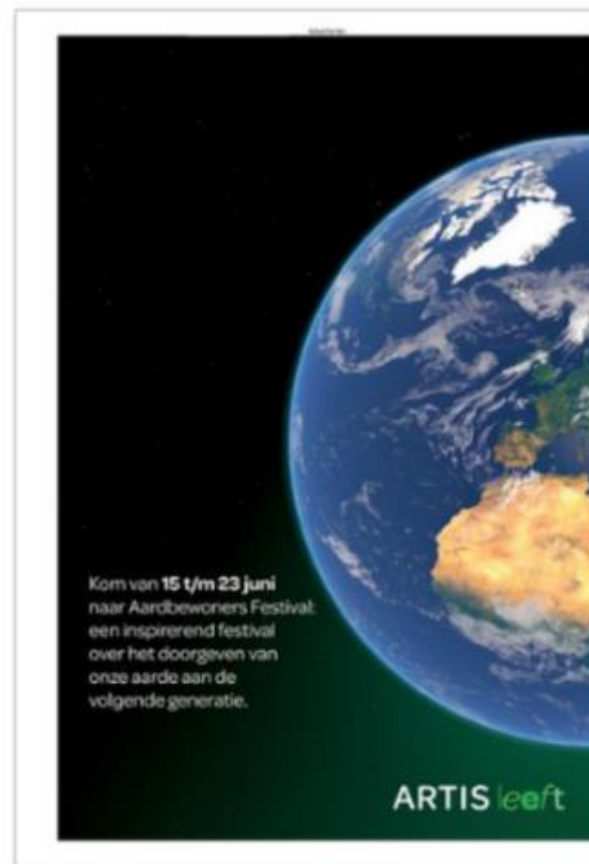 Kom van 15 t/m 23 juni
naar Aardbewoners Festival:
een inspirerend festival
over het doorgeven van
onze aarde aan de
volgende generatie.
ARTIS leeft